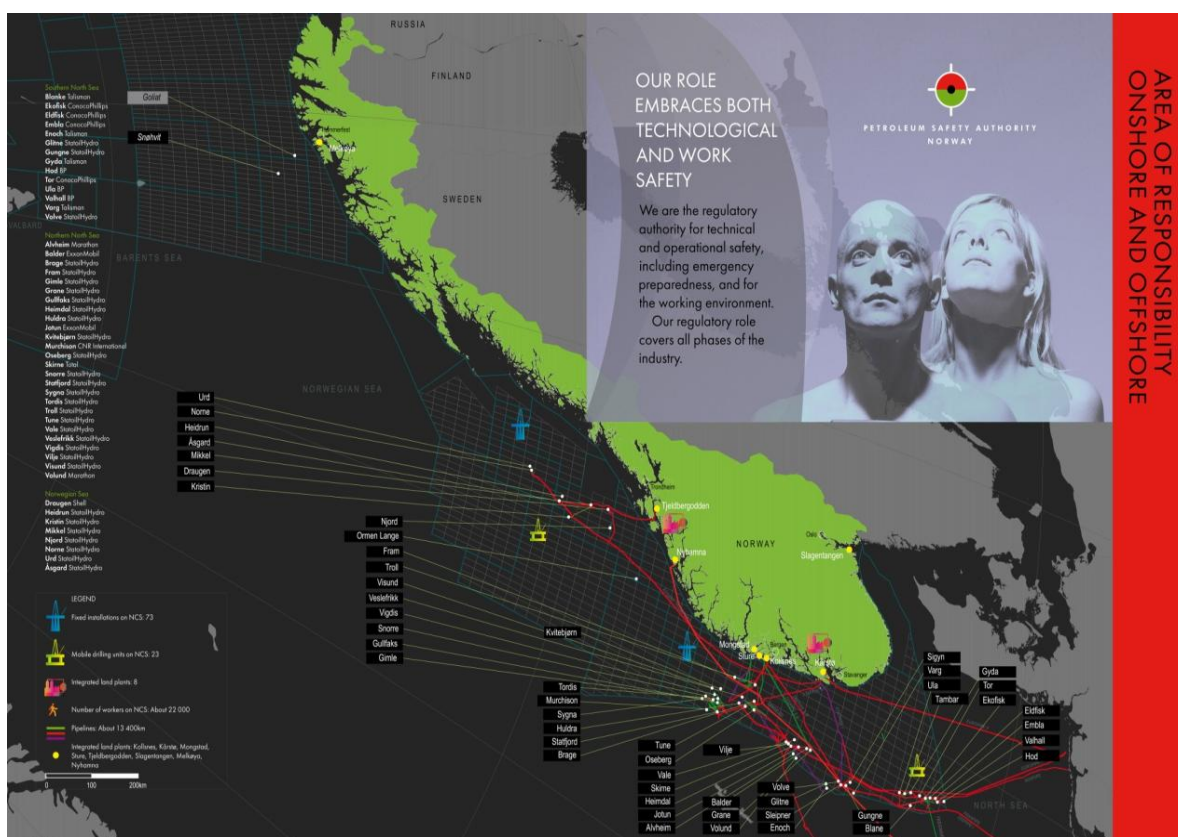 AREA OF RESPONSIBILITY
ONSHORE AND OFFSHORE
OUR ROLE
EMBRACES BOTH
TECHNOLOGICAL
AND WORK
SAFETY
We are the regulatory
authority for technical
and operational safety,
including emergency
preparedness, and for
the working environment.
Our regulatory role
covers all phases of the
industry.
PETROLEUM SAFETY AUTHORITY
NORWAY
RUSSIA
FINLAND
SWEDEN
NORWAY
BARENTS SEA
NORWEGIAN SEA
NORTH SEA
Goliat
Snøhvit
Hammerfest
Melkøya
Southern North Sea
Blanke Talisman
Ekofisk ConocoPhillips
Eldfisk ConocoPhillips
Embla ConocoPhillips
Enoch Talisman
Glitne StatoilHydro
Gungne StatoilHydro
Gyda Talisman
Hod BP
Tor ConocoPhillips
Ula BP
Valhall BP
Varg Talisman
Volve StatoilHydro
Northern North Sea
Alvheim Marathon
Balder ExxonMobil
Brage StatoilHydro
Fram StatoilHydro
Gimle StatoilHydro
Grane StatoilHydro
Gullfaks StatoilHydro
Heimdal StatoilHydro
Huldra StatoilHydro
Jotun ExxonMobil
Kvitebjørn StatoilHydro
Murchison CNR International
Oseberg StatoilHydro
Skirne Total
Snorre StatoilHydro
Statfjord StatoilHydro
Sygna StatoilHydro
Tordis StatoilHydro
Troll StatoilHydro
Tune StatoilHydro
Vale StatoilHydro
Veslefrikk StatoilHydro
Vigdis StatoilHydro
Vilje StatoilHydro
Visund StatoilHydro
Volund Marathon
Norwegian Sea
Draugen Shell
Heidrun StatoilHydro
Kristin StatoilHydro
Mikkel StatoilHydro
Njord StatoilHydro
Norne StatoilHydro
Urd StatoilHydro
Åsgard StatoilHydro
LEGEND
Fixed installations on NCS: 73
Mobile drilling units on NCS: 23
Integrated land plants: 8
Number of workers on NCS: About 22 000
Pipelines: About 13 400km
Integrated land plants: Kollsnes, Kårstø, Mongstad,
Sture, Tjeldbergodden, Slagentangen, Melkøya,
Nyhamna
0 100 200km
Urd
Norne
Heidrun
Åsgard
Mikkel
Draugen
Kristin
Njord
Ormen Lange
Fram
Troll
Visund
Veslefrikk
Vigdis
Snorre
Gullfaks
Gimle
Kvitebjørn
Tordis
Murchison
Sygna
Huldra
Statfjord
Brage
Tune
Oseberg
Vale
Skirne
Heimdal
Jotun
Alvheim
Vilje
Balder
Grane
Volund
Volve
Glitne
Sleipner
Enoch
Gungne
Blane
Sigyn
Varg
Ula
Tambar
Gyda
Tor
Ekofisk
Eldfisk
Embla
Valhall
Hod
Trondheim
Tjeldbergodden
Nyhamna
Oslo
Slagentangen
Mongstad
Bergen
Sture
Kollsnes
Kårstø
Stavanger